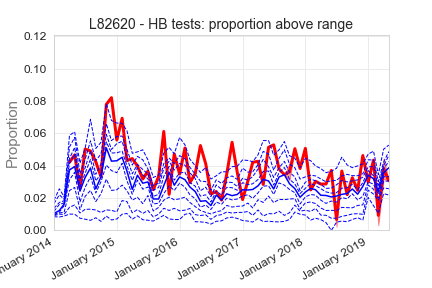 L82620 - HB tests: proportion above range
0.12
0.10
0.08
0.06
0.04
0.02
0.00
Proportion
2014
January 2015
January 2016
January 2017
January 2018
January 2019